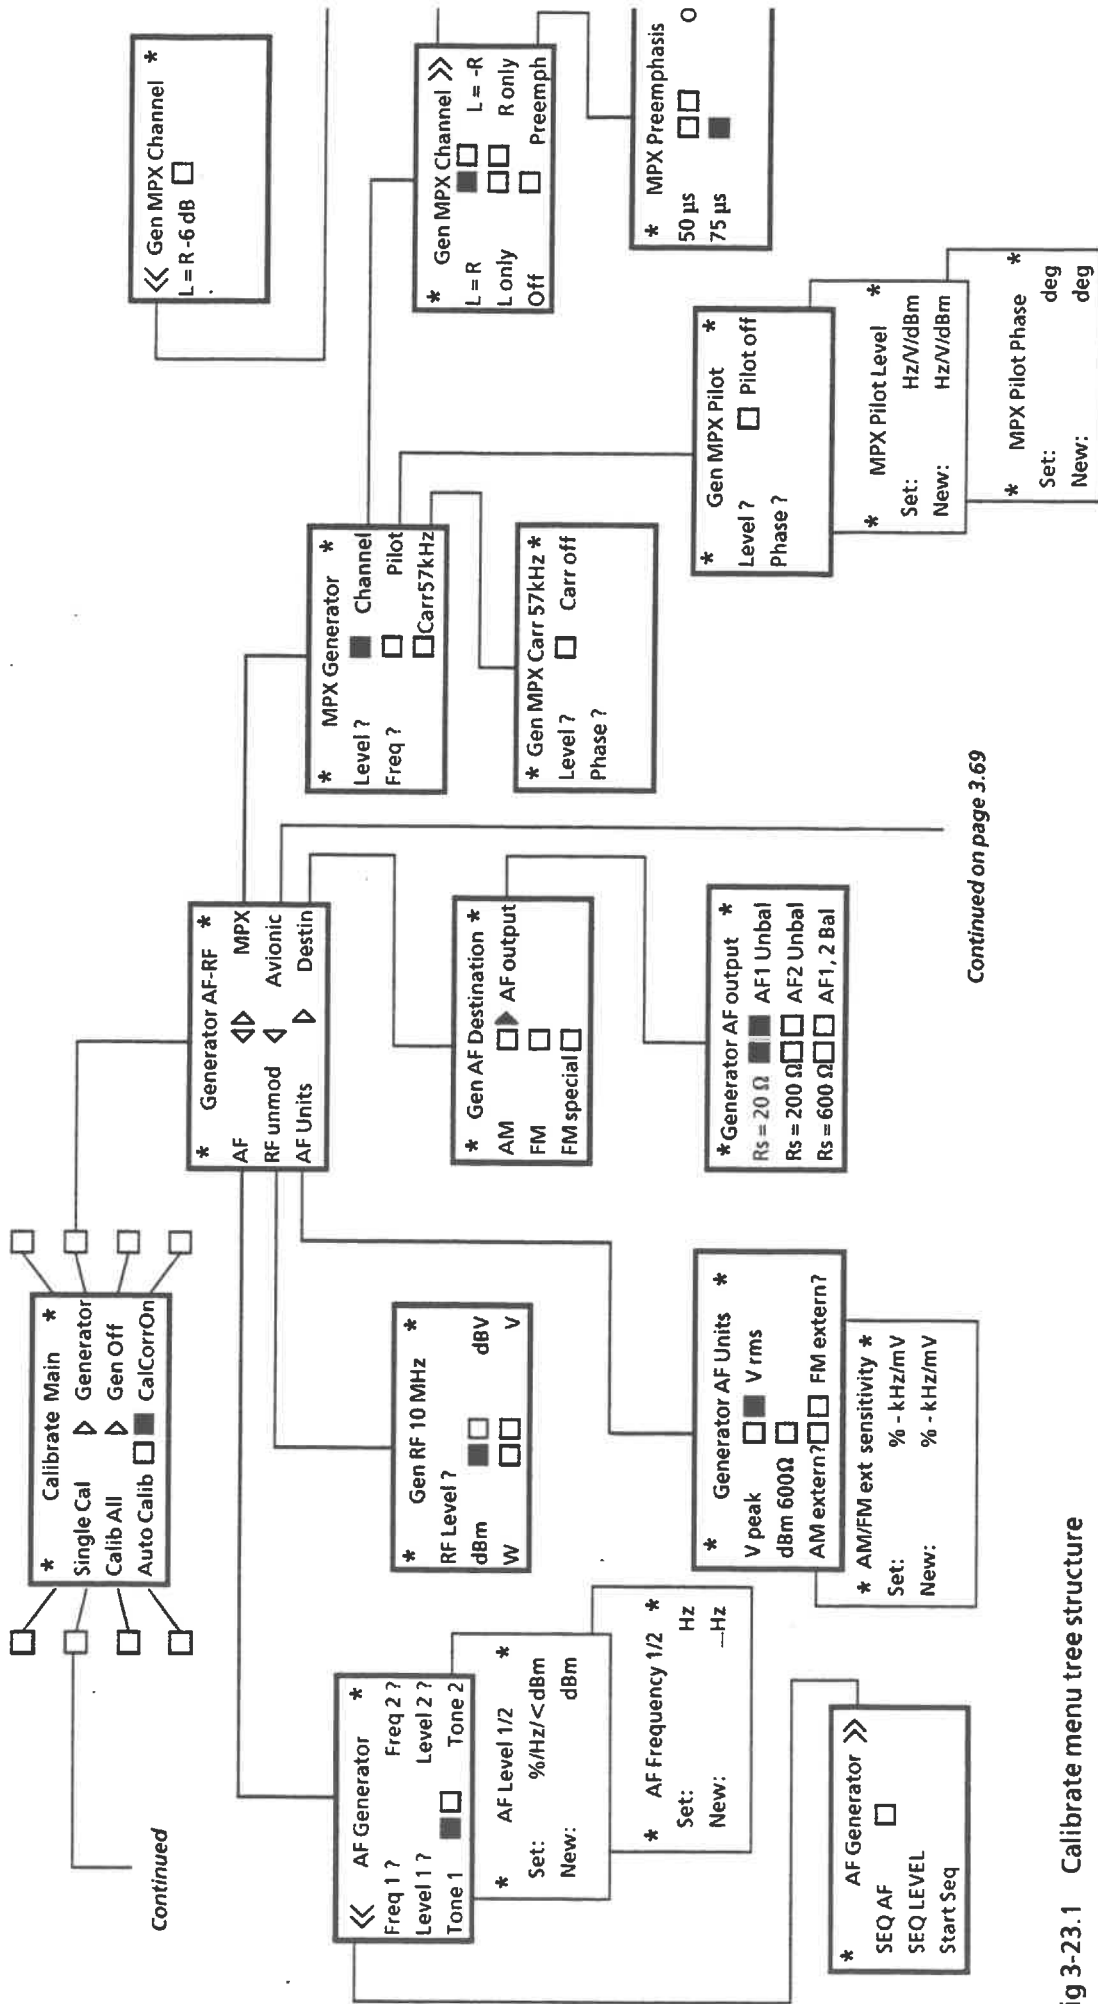 * Calibrate Main *
Single Cal Generator
Calib All Gen Off
Auto Calib CalCorrOn
Continued
* Generator AF-RF *
AF MPX
RF unmod Avionic
AF Units Destin
<< Gen MPX Channel *
L = R -6 dB
<< AF Generator *
Freq 1 ? Freq 2 ?
Level 1 ? Level 2 ?
Tone 1 Tone 2
* AF Level 1/2 *
Set: %/Hz/<dBm
New: dBm
* AF Frequency 1/2 *
Set: Hz
New: ...Hz
* AF Generator >>
SEQ AF
SEQ LEVEL
Start Seq
* Gen RF 10 MHz *
RF Level ?
dBm dBV
W V
* Generator AF Units *
V peak V rms
dBm 600Ω
AM extern? FM extern?
* AM/FM ext sensitivity *
Set: % - kHz/mV
New: % - kHz/mV
* Gen AF Destination *
AM AF output
FM
FM special
*Generator AF output *
Rs = 20 Ω AF1 Unbal
Rs = 200 Ω AF2 Unbal
Rs = 600 Ω AF1, 2 Bal
* MPX Generator *
Level ? Channel
Freq ? Pilot
Carr57kHz
* Gen MPX Carr 57kHz *
Level ? Carr off
Phase ?
* Gen MPX Channel >>
L = R L = -R
L only R only
Off Preemph
* MPX Preemphasis
50 µs O
75 µs
* Gen MPX Pilot *
Level ? Pilot off
Phase ?
* MPX Pilot Level *
Set: Hz/V/dBm
New: Hz/V/dBm
* MPX Pilot Phase *
Set: deg
New: deg
Continued on page 3.69
ig 3-23.1 Calibrate menu tree structure